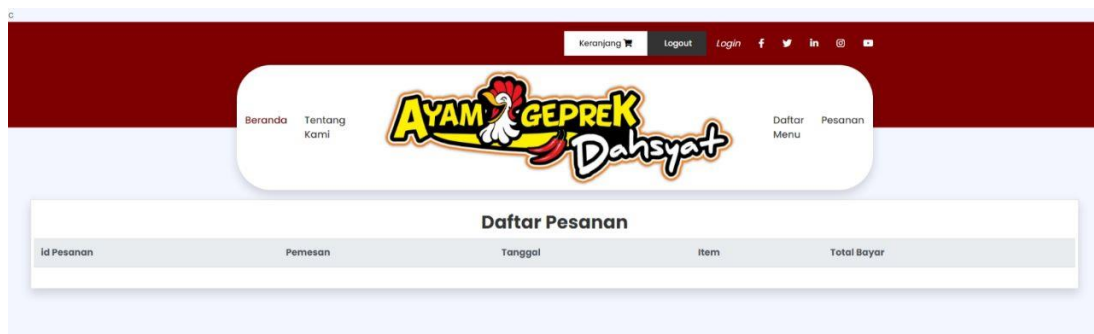 c
Keranjang Logout Login
Beranda Tentang Kami
AYAM GEPREK
Dahsyat
Daftar Menu Pesanan
Daftar Pesanan
id Pesanan Pemesan Tanggal Item Total Bayar